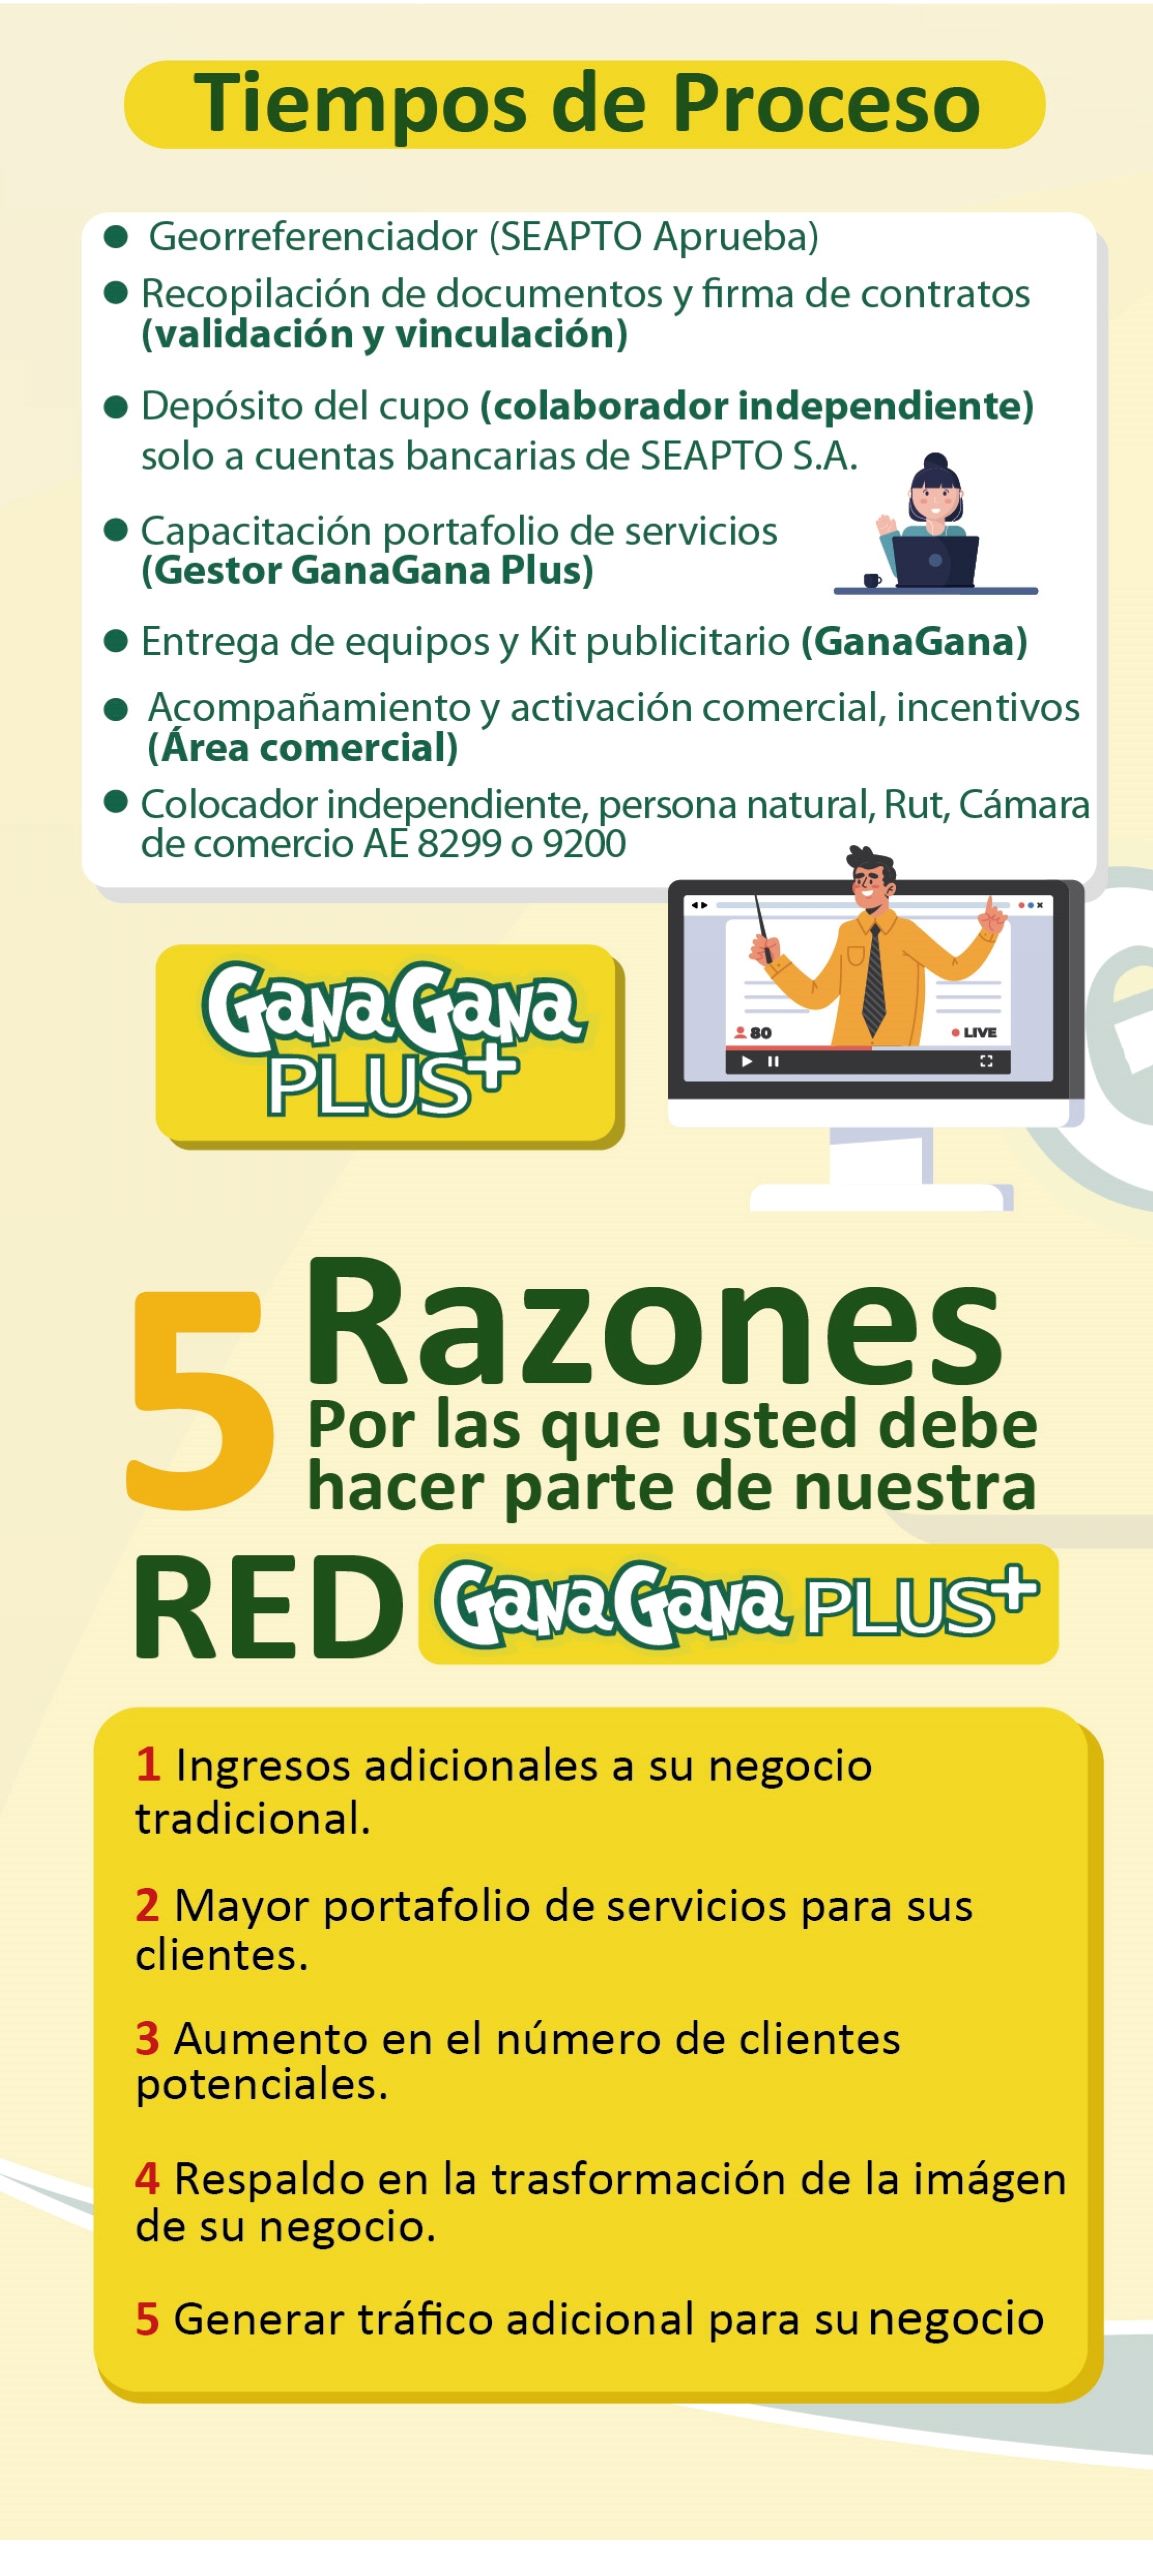 Tiempos de Proceso
Georreferenciador (SEAPTO Aprueba)
Recopilación de documentos y firma de contratos
(validación y vinculación)
Depósito del cupo (colaborador independiente)
solo a cuentas bancarias de SEAPTO S.A.
Capacitación portafolio de servicios
(Gestor GanaGana Plus)
Entrega de equipos y Kit publicitario (GanaGana)
Acompañamiento y activación comercial, incentivos
(Área comercial)
Colocador independiente, persona natural, Rut, Cámara
de comercio AE 8299 o 9200
80
LIVE
GanaGana
PLUS+
5 Razones
Por las que usted debe
hacer parte de nuestra
RED GanaGana PLUS+
1 Ingresos adicionales a su negocio
tradicional.
2 Mayor portafolio de servicios para sus
clientes.
3 Aumento en el número de clientes
potenciales.
4 Respaldo en la trasformación de la imágen
de su negocio.
5 Generar tráfico adicional para su negocio